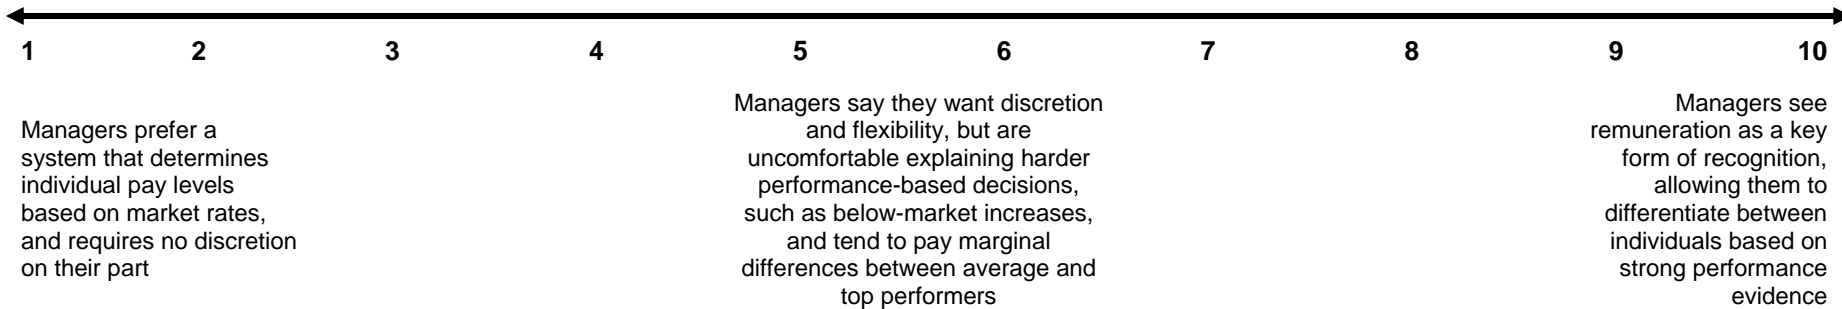 1 2 3 4 5 6 7 8 9 10
Managers prefer a
system that determines
individual pay levels
based on market rates,
and requires no discretion
on their part
Managers say they want discretion
and flexibility, but are
uncomfortable explaining harder
performance-based decisions,
such as below-market increases,
and tend to pay marginal
differences between average and
top performers
Managers see
remuneration as a key
form of recognition,
allowing them to
differentiate between
individuals based on
strong performance
evidence